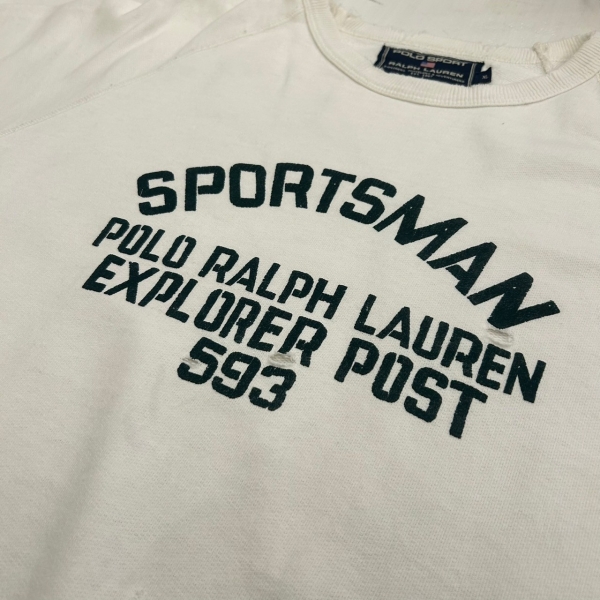 POLO SPORT
RALPH LAUREN
SPORTSMAN
POLO RALPH LAUREN
EXPLORER POST
593